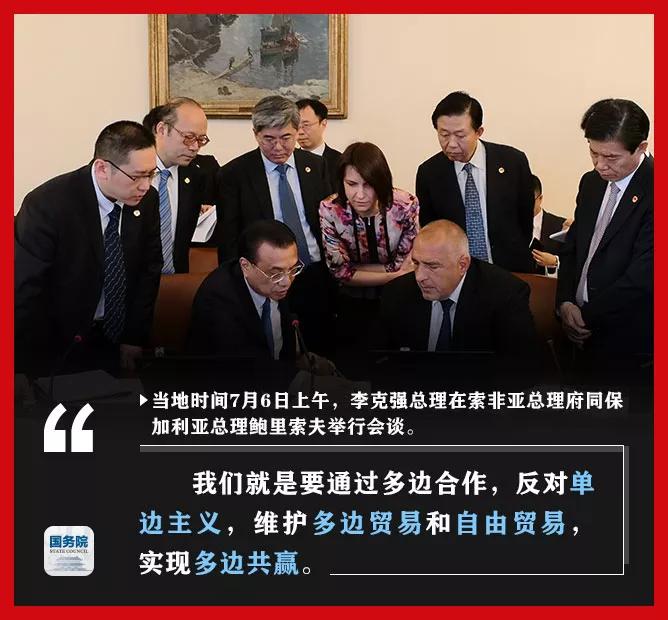 当地时间7月6日上午，李克强总理在索非亚总理府同保
加利亚总理鲍里索夫举行会谈。
我们就是要通过多边合作，反对单
边主义，维护多边贸易和自由贸易，
实现多边共赢。
国务院
STATE COUNCIL